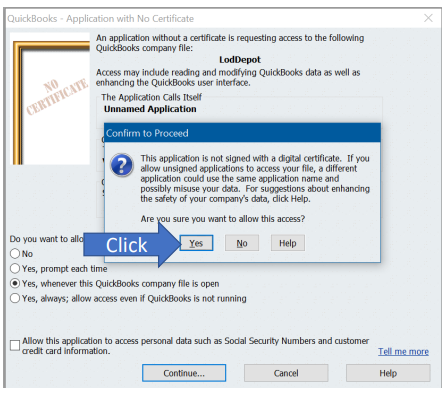 QuickBooks - Application with No Certificate
An application without a certificate is requesting access to the following
QuickBooks company file:
LodDepot
Access may include reading and modifying QuickBooks data as well as
enhancing the QuickBooks user interface.
NO
CERTIFICATE
The Application Calls Itself
Unnamed Application
Confirm to Proceed
This application is not signed with a digital certificate. If you
allow unsigned applications to access your file, a different
application could use the same application name and
possibly misuse your data. For suggestions about enhancing
the safety of your company's data, click Help.
Are you sure you want to allow this access?
Click
Yes No Help
Do you want to allo
No
Yes, prompt each time
Yes, whenever this QuickBooks company file is open
Yes, always; allow access even if QuickBooks is not running
Allow this application to access personal data such as Social Security Numbers and customer
credit card information.
Tell me more
Continue... Cancel Help